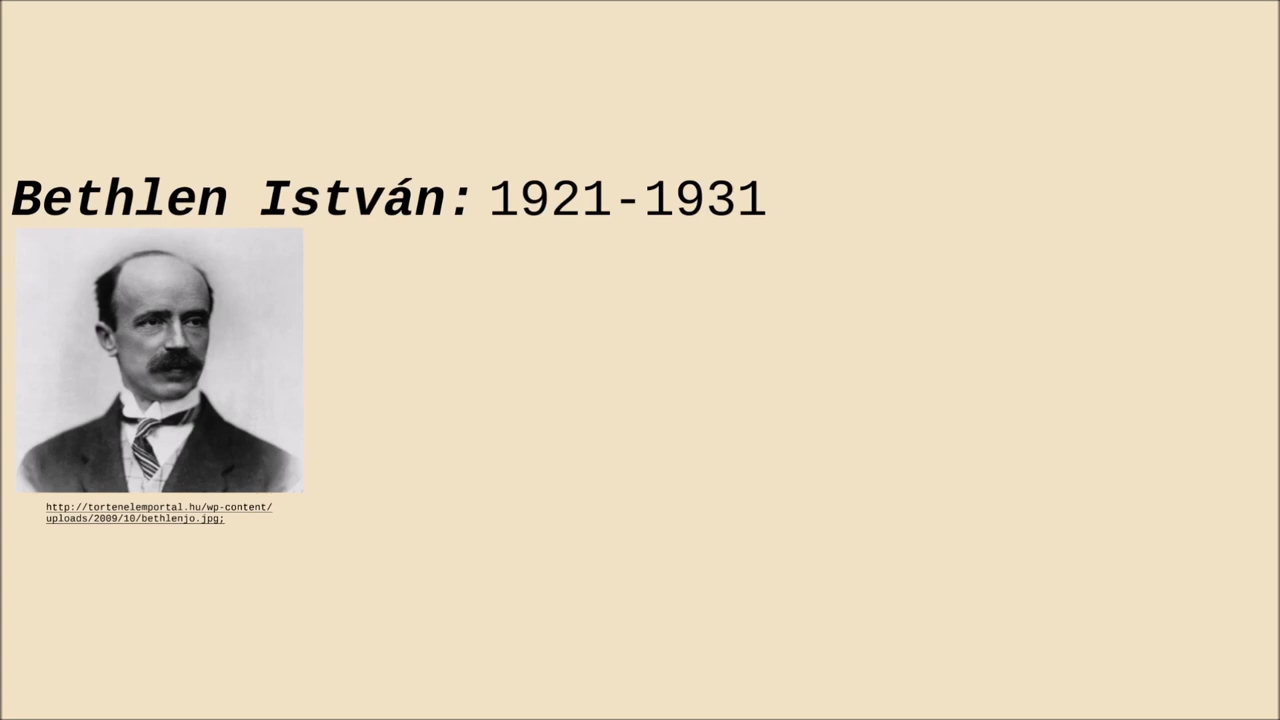 Bethlen István: 1921-1931
http://tortenelemportal.hu/wp-content/
uploads/2009/10/bethlenjo.jpg;